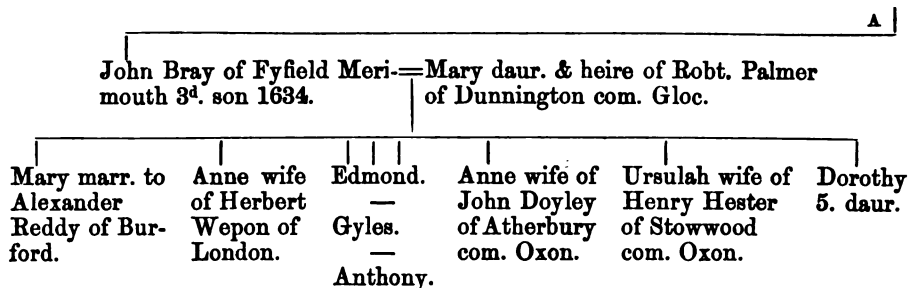 A
John Bray of Fyfield Meri-=Mary daur. & heire of Robt. Palmer
mouth 3d. son 1634. of Dunnington com. Gloc.
Mary marr. to
Alexander
Reddy of Bur-
ford.
Anne wife
of Herbert
Wepon of
London.
Edmond.
—
Gyles.
—
Anthony.
Anne wife of
John Doyley
of Atherbury
com. Oxon.
Ursulah wife of
Henry Hester
of Stowwood
com. Oxon.
Dorothy
5. daur.